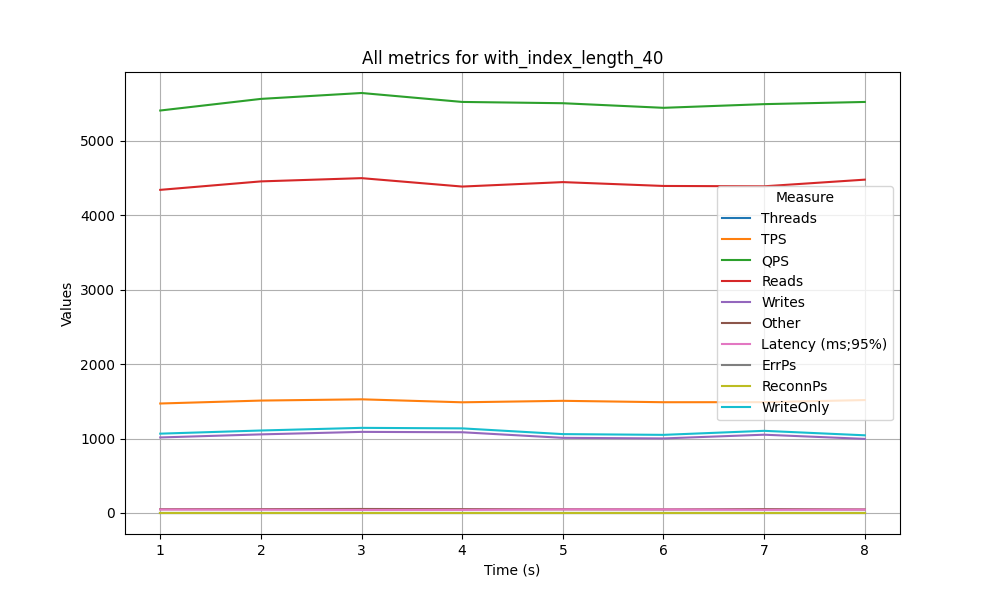 All metrics for with_index_length_40
Values
5000
4000
3000
2000
1000
0
Measure
Threads
TPS
QPS
Reads
Writes
Other
Latency (ms;95%)
ErrPs
ReconnPs
WriteOnly
1 2 3 4 5 6 7 8
Time (s)